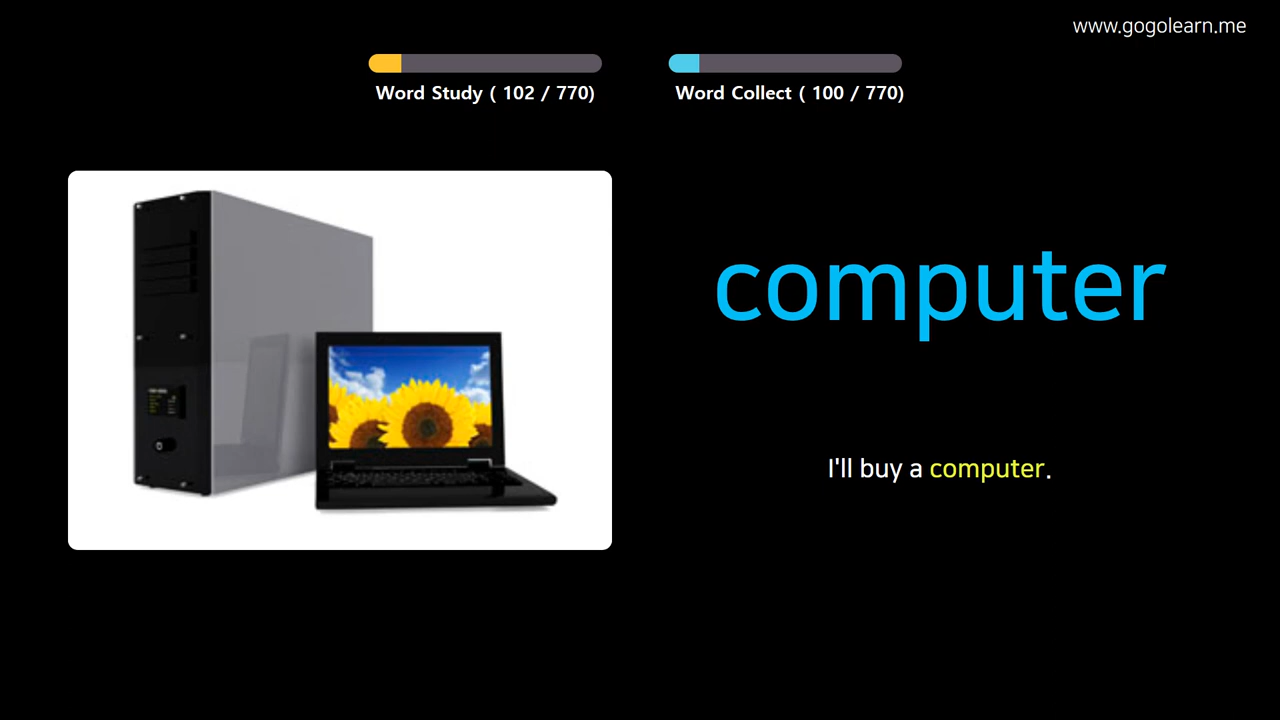 www.gogolearn.me
Word Study ( 102 / 770)
Word Collect ( 100 / 770)
computer
I'll buy a computer.